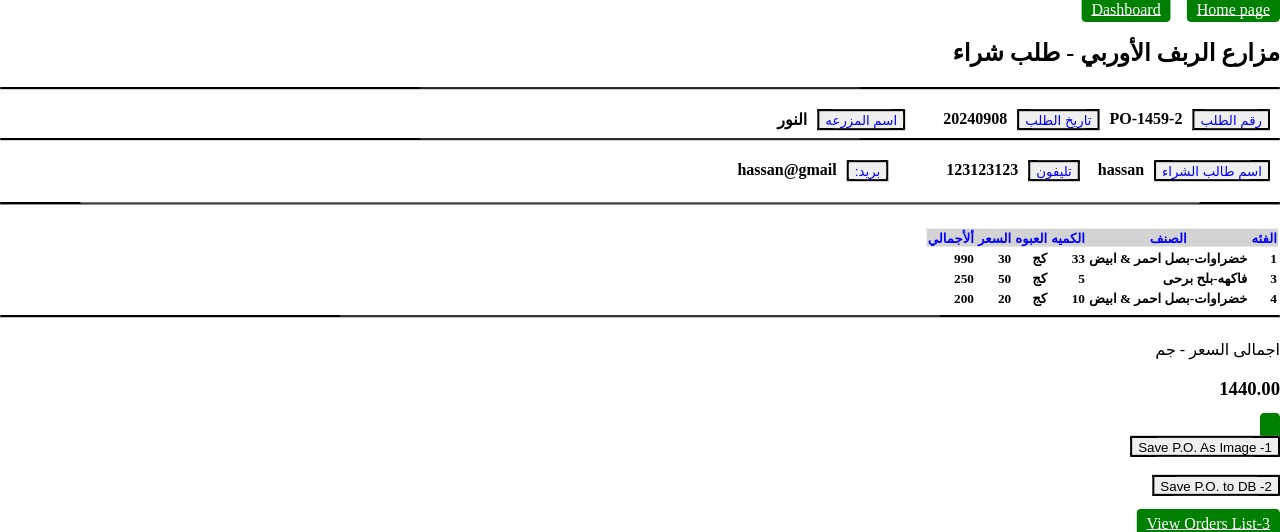 Home page Dashboard
مزارع الريف الأوربي - طلب شراء
رقم الطلب PO-1459-2 تاريخ الطلب 20240908 اسم المزرعه النور
اسم طالب الشراء hassan تليفون 123123123 بريد: hassan@gmail
الفئه الصنف الكميه العبوه السعر ألأجمالي
1 خضراوات-بصل احمر & ابيض 33 كج 30 990
3 فاكهه-بلح برحى 5 كج 50 250
4 خضراوات-بصل احمر & ابيض 10 كج 20 200
اجمالى السعر - جم
1440.00
Save P.O. As Image -1
Save P.O. to DB -2
View Orders List-3